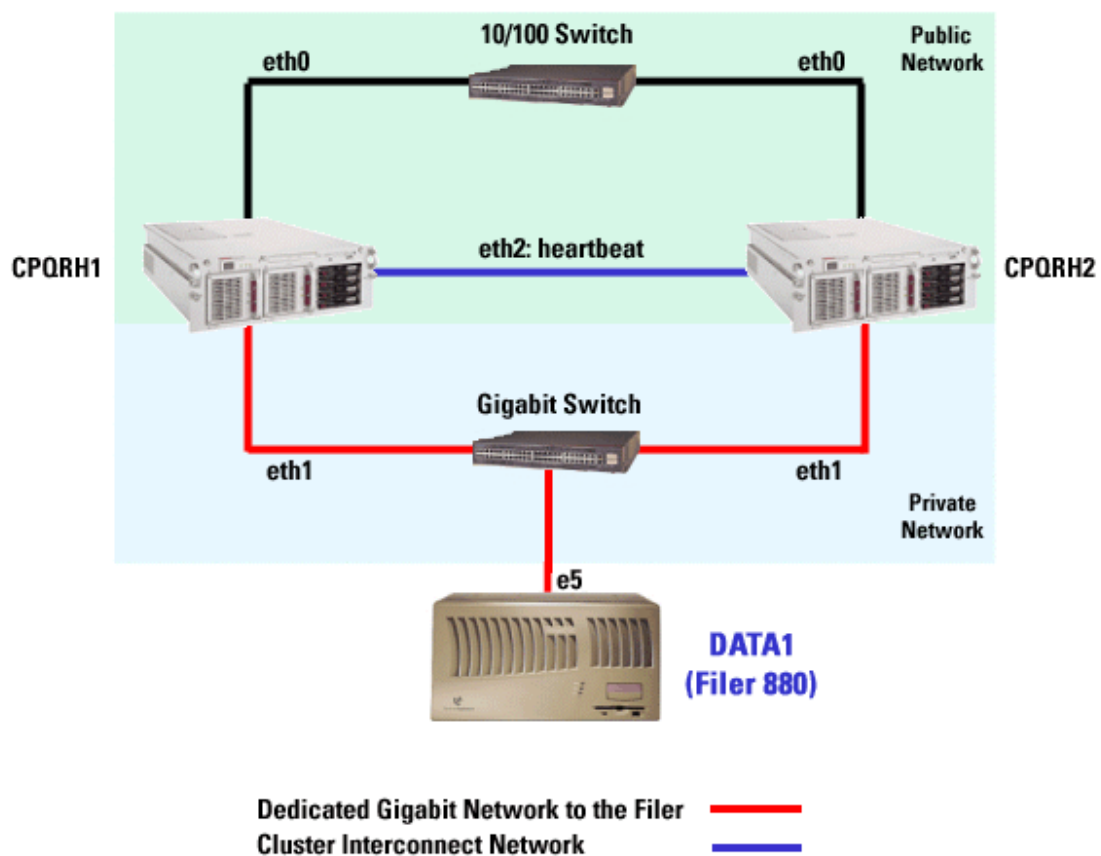 10/100 Switch
Public
Network
eth0
eth0
CPQRH1
eth2: heartbeat
CPQRH2
Gigabit Switch
eth1
eth1
Private
Network
e5
DATA1
(Filer 880)
Dedicated Gigabit Network to the Filer
Cluster Interconnect Network